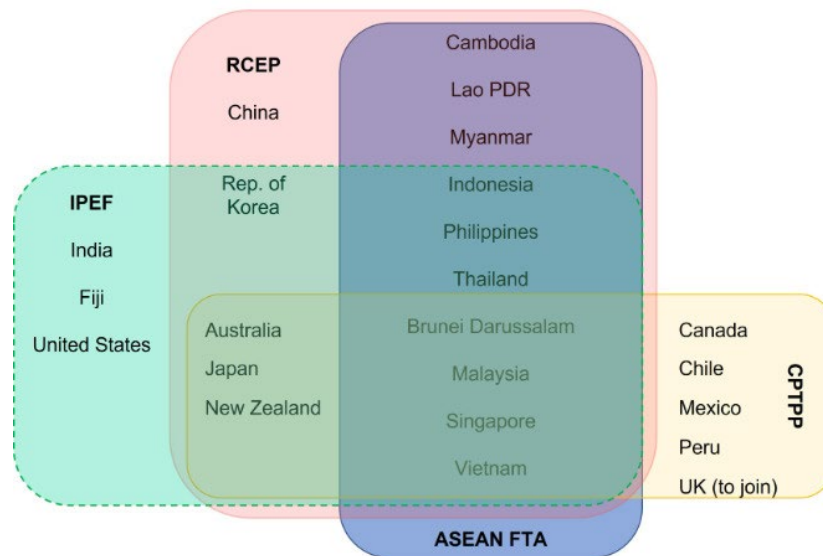 RCEP
China
Rep. of
Korea
Cambodia
Lao PDR
Myanmar
Indonesia
Philippines
Thailand
IPEF
India
Fiji
United States
Australia
Japan
New Zealand
Brunei Darussalam
Malaysia
Singapore
Vietnam
Canada
Chile
Mexico
Peru
UK (to join)
CPTPP
ASEAN FTA